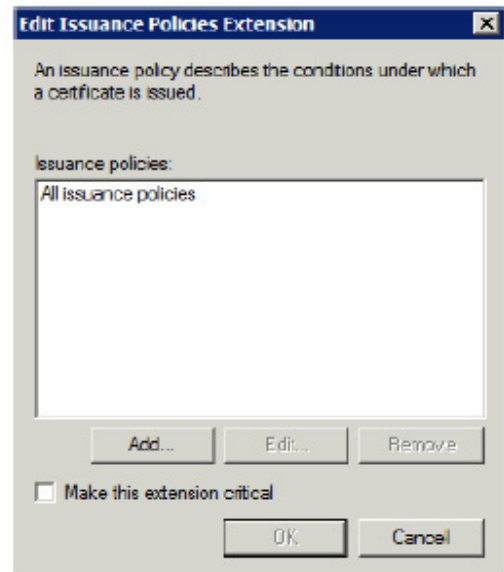 Edit Issuance Policies Extension
An issuance policy describes the conditions under which
a certificate is issued.
Issuance policies:
All issuance policies
Add... Edit... Remove
Make this extension critical
OK Cancel